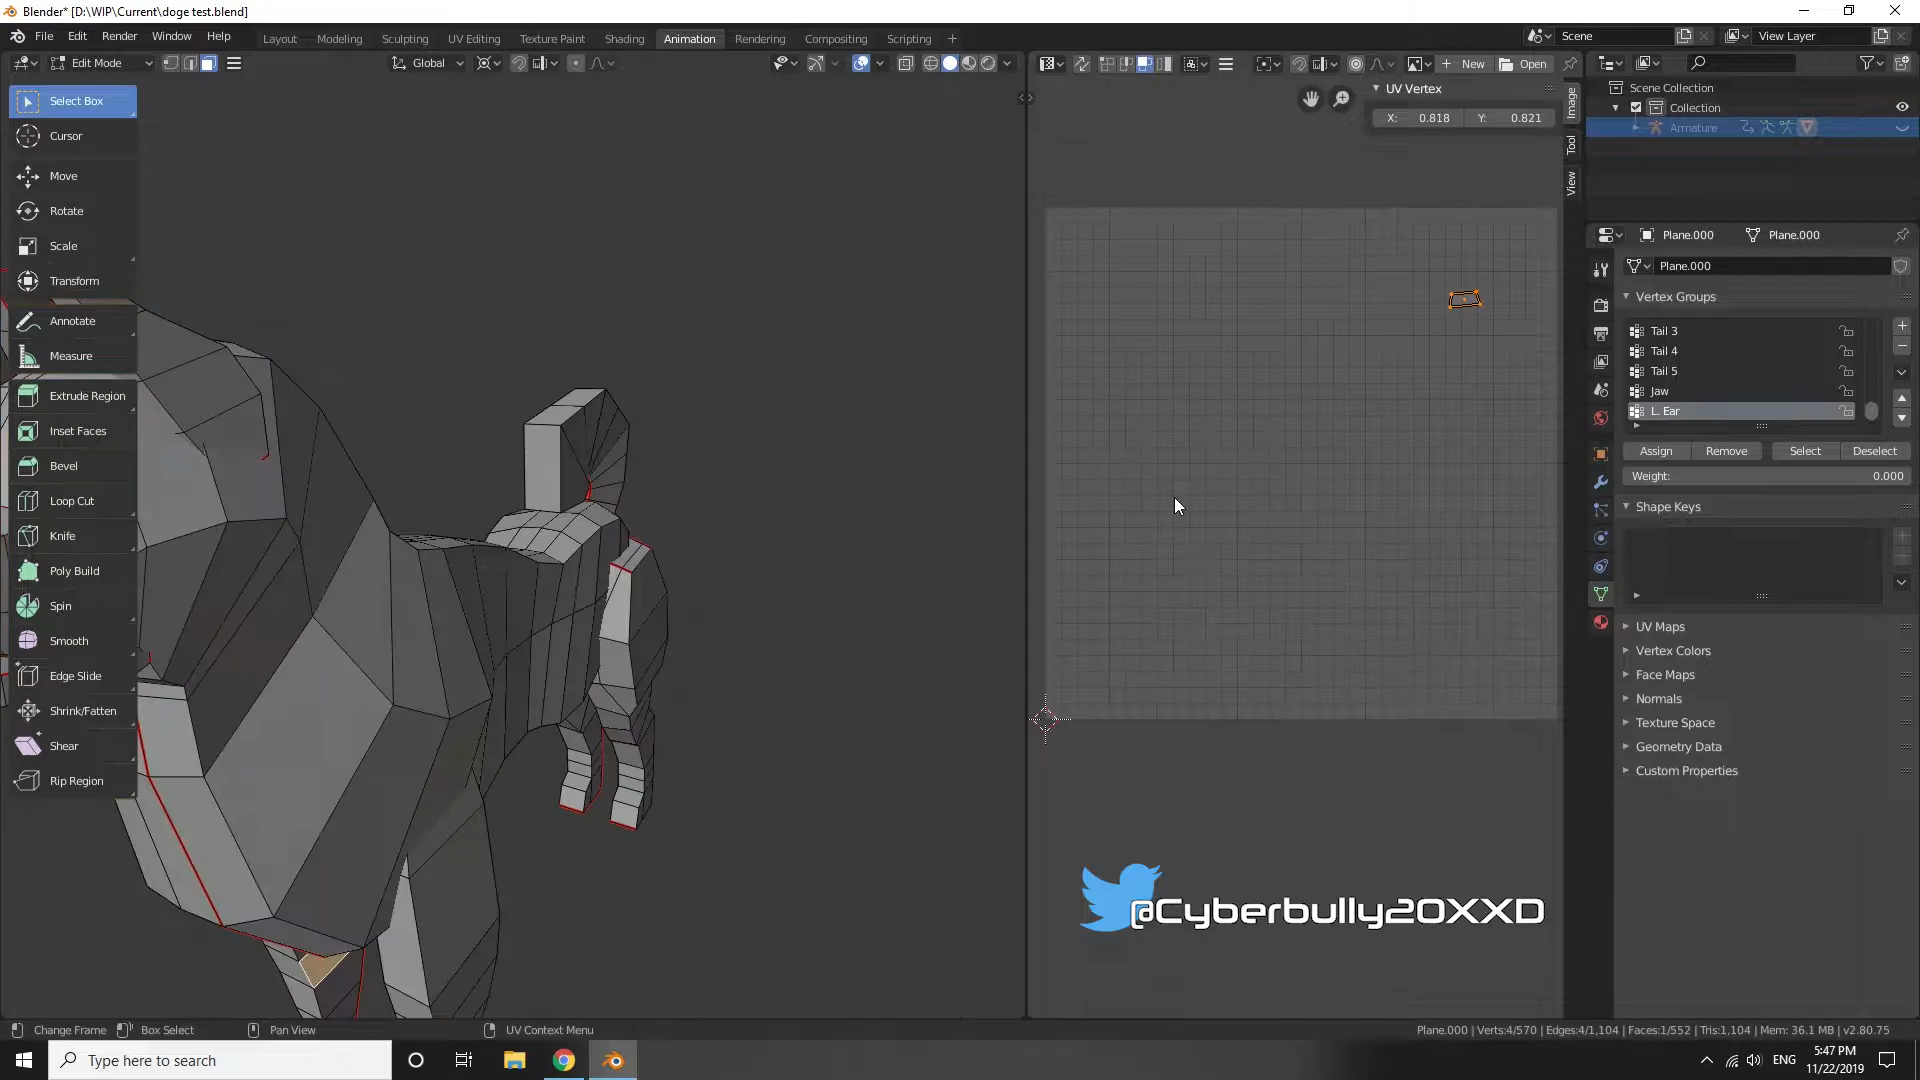 Blender* [D:\WIP\Current\doge test.blend]
File Edit Render Window Help
Layout Modeling Sculpting UV Editing Texture Paint Shading Animation Rendering Compositing Scripting +
Scene View Layer
Edit Mode Global New Open
Select Box
Cursor
Move
Rotate
Scale
Transform
Annotate
Measure
Extrude Region
Inset Faces
Bevel
Loop Cut
Knife
Poly Build
Spin
Smooth
Edge Slide
Shrink/Fatten
Shear
Rip Region
UV Vertex
X: 0.818 Y: 0.821
Image
Tool
View
Scene Collection
Collection
Armature
Plane.000 Plane.000
Plane.000
Vertex Groups
Tail 3
Tail 4
Tail 5
Jaw
L. Ear
Assign Remove Select Deselect
Weight: 0.000
Shape Keys
UV Maps
Vertex Colors
Face Maps
Normals
Texture Space
Geometry Data
Custom Properties
@Cyberbully20XXD
Change Frame Box Select Pan View UV Context Menu
Plane.000 | Verts:4/570 | Edges:4/1,104 | Faces:1/552 | Tris:1,104 | Mem: 36.1 MB | v2.80.75
Type here to search
ENG
5:47 PM
11/22/2019